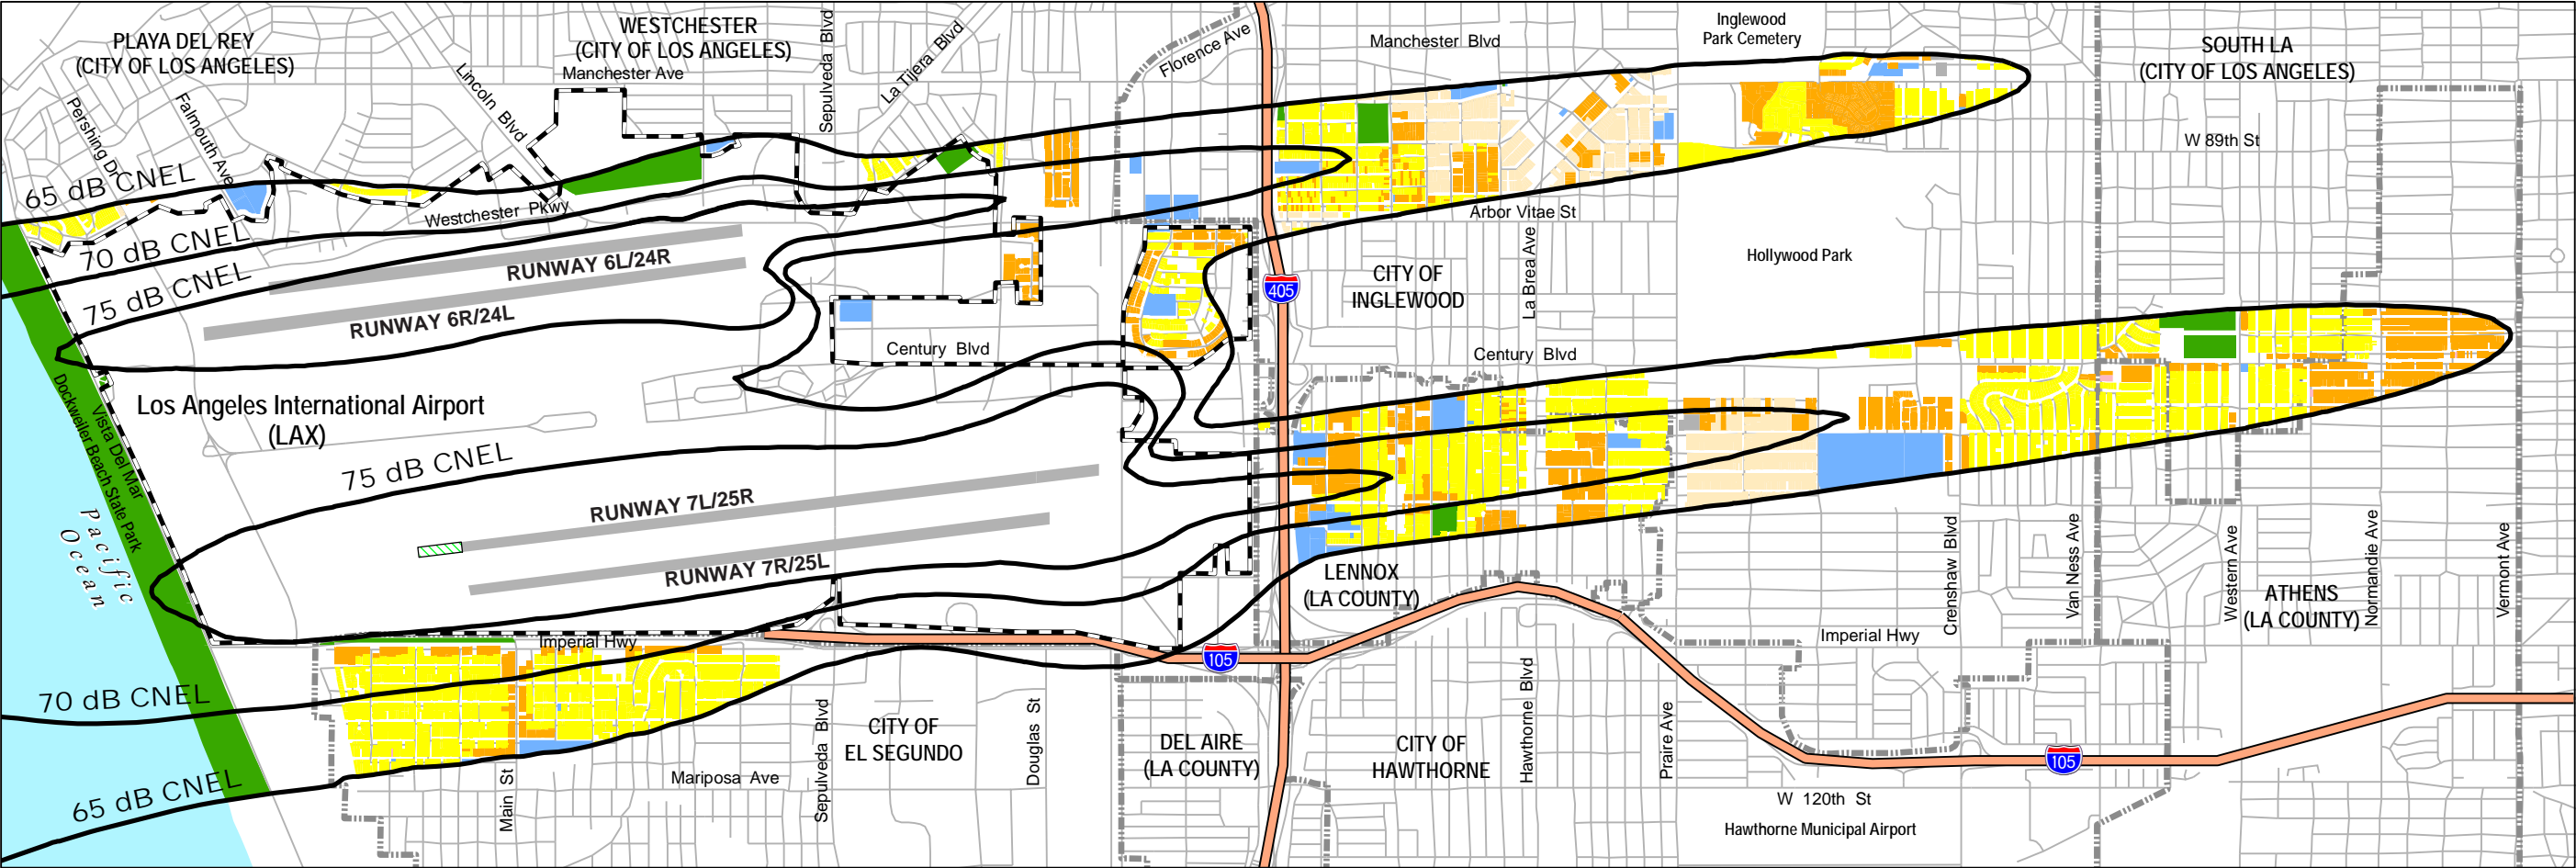 PLAYA DEL REY
(CITY OF LOS ANGELES)
WESTCHESTER
(CITY OF LOS ANGELES)
Manchester Ave
Sepulveda Blvd
La Tijera Blvd
Florence Ave
Manchester Blvd
Inglewood
Park Cemetery
SOUTH LA
(CITY OF LOS ANGELES)
W 89th St
Pershing Dr
Falmouth Ave
Lincoln Blvd
65 dB CNEL
70 dB CNEL
75 dB CNEL
Westchester Pkwy
RUNWAY 6L/24R
RUNWAY 6R/24L
Arbor Vitae St
La Brea Ave
Hollywood Park
CITY OF
INGLEWOOD
405
Century Blvd
Century Blvd
Los Angeles International Airport
(LAX)
Vista Del Mar
Dockweiler Beach State Park
Pacific
Ocean
75 dB CNEL
RUNWAY 7L/25R
RUNWAY 7R/25L
LENNOX
(LA COUNTY)
Crenshaw Blvd
Van Ness Ave
Western Ave
Normandie Ave
Vermont Ave
ATHENS
(LA COUNTY)
Imperial Hwy
Imperial Hwy
105
70 dB CNEL
65 dB CNEL
Main St
Mariposa Ave
Sepulveda Blvd
CITY OF
EL SEGUNDO
Douglas St
DEL AIRE
(LA COUNTY)
CITY OF
HAWTHORNE
Hawthorne Blvd
Praire Ave
105
W 120th St
Hawthorne Municipal Airport